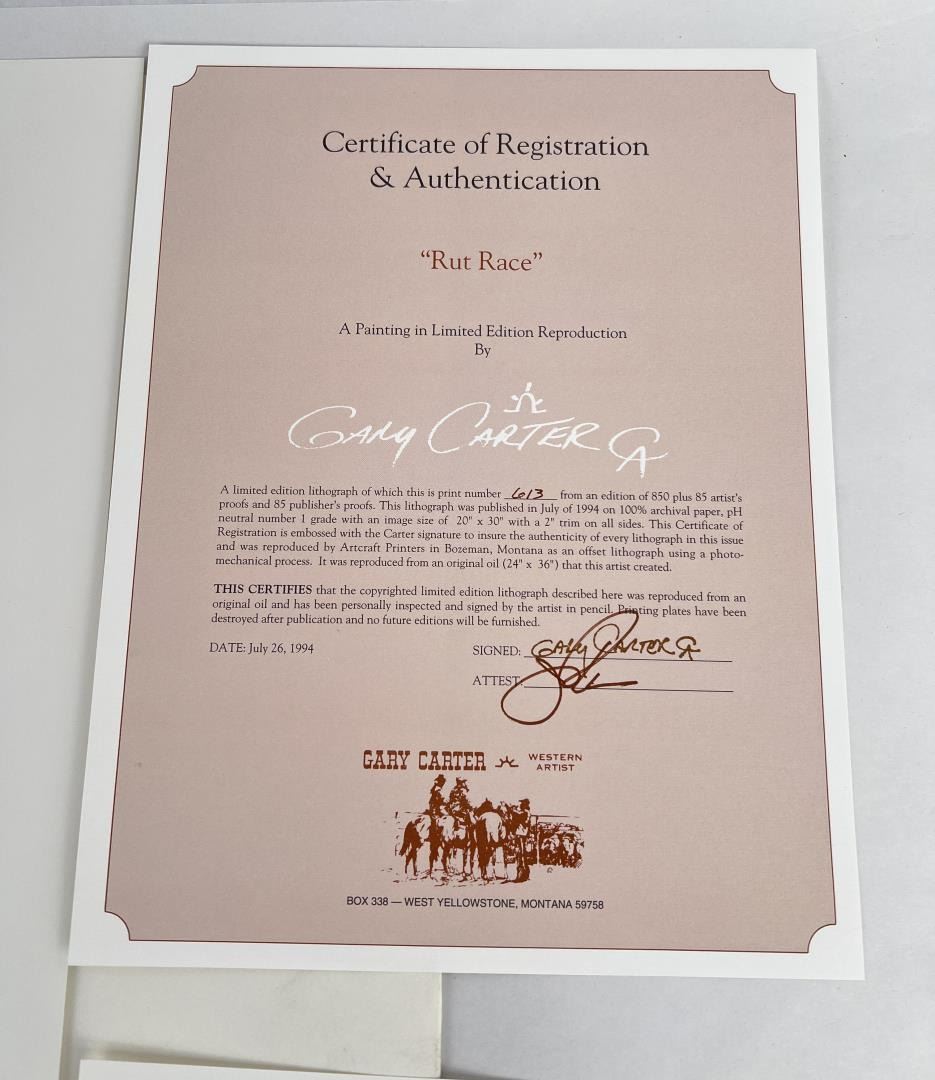 Certificate of Registration
& Authentication
“Rut Race”
A Painting in Limited Edition Reproduction
By
GARY CARTER CA
A limited edition lithograph of which this is print number 613 from an edition of 850 plus 85 artist's
proofs and 85 publisher's proofs. This lithograph was published in July of 1994 on 100% archival paper, pH
neutral number 1 grade with an image size of 20" x 30" with a 2" trim on all sides. This Certificate of
Registration is embossed with the Carter signature to insure the authenticity of every lithograph in this issue
and was reproduced by Artcraft Printers in Bozeman, Montana as an offset lithograph using a photo-
mechanical process. It was reproduced from an original oil (24" x 36") that this artist created.
THIS CERTIFIES that the copyrighted limited edition lithograph described here was reproduced from an
original oil and has been personally inspected and signed by the artist in pencil. Printing plates have been
destroyed after publication and no future editions will be furnished.
DATE: July 26, 1994
SIGNED: GARY CARTER CA
ATTEST:
GARY CARTER WESTERN
ARTIST
©
BOX 338 — WEST YELLOWSTONE, MONTANA 59758